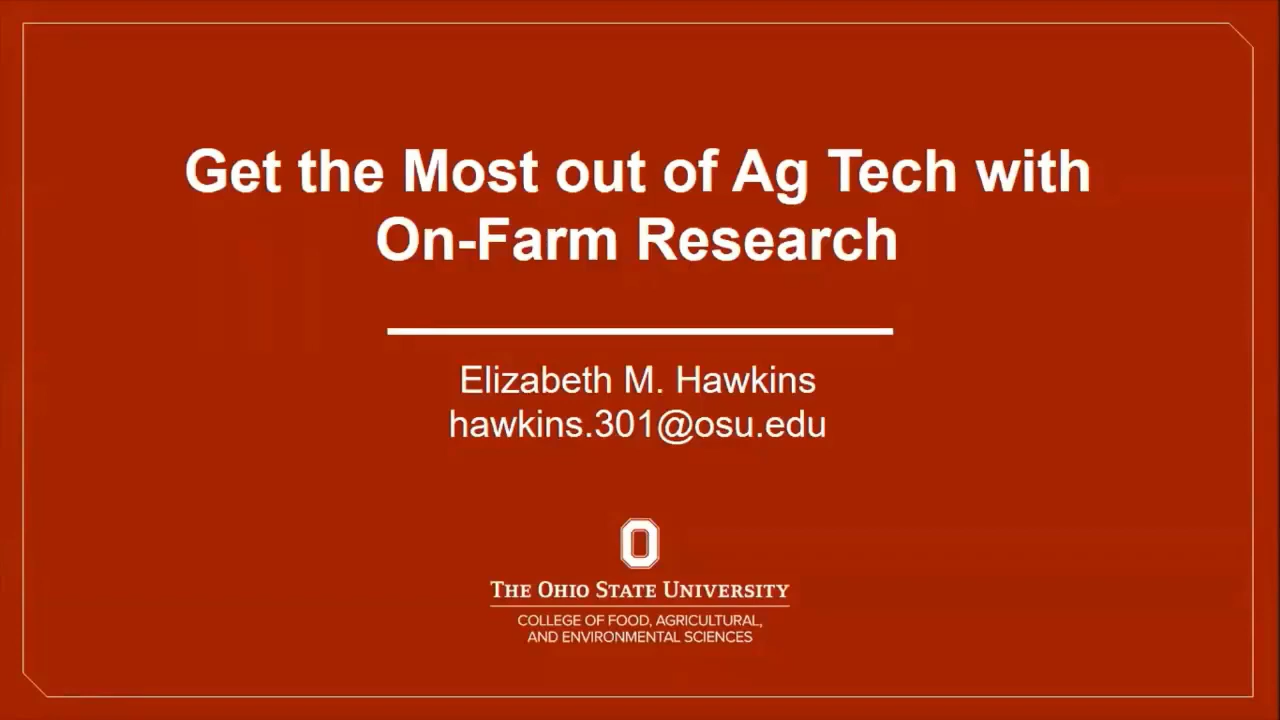 Get the Most out of Ag Tech with
On-Farm Research
Elizabeth M. Hawkins
hawkins.301@osu.edu
THE OHIO STATE UNIVERSITY
COLLEGE OF FOOD, AGRICULTURAL,
AND ENVIRONMENTAL SCIENCES